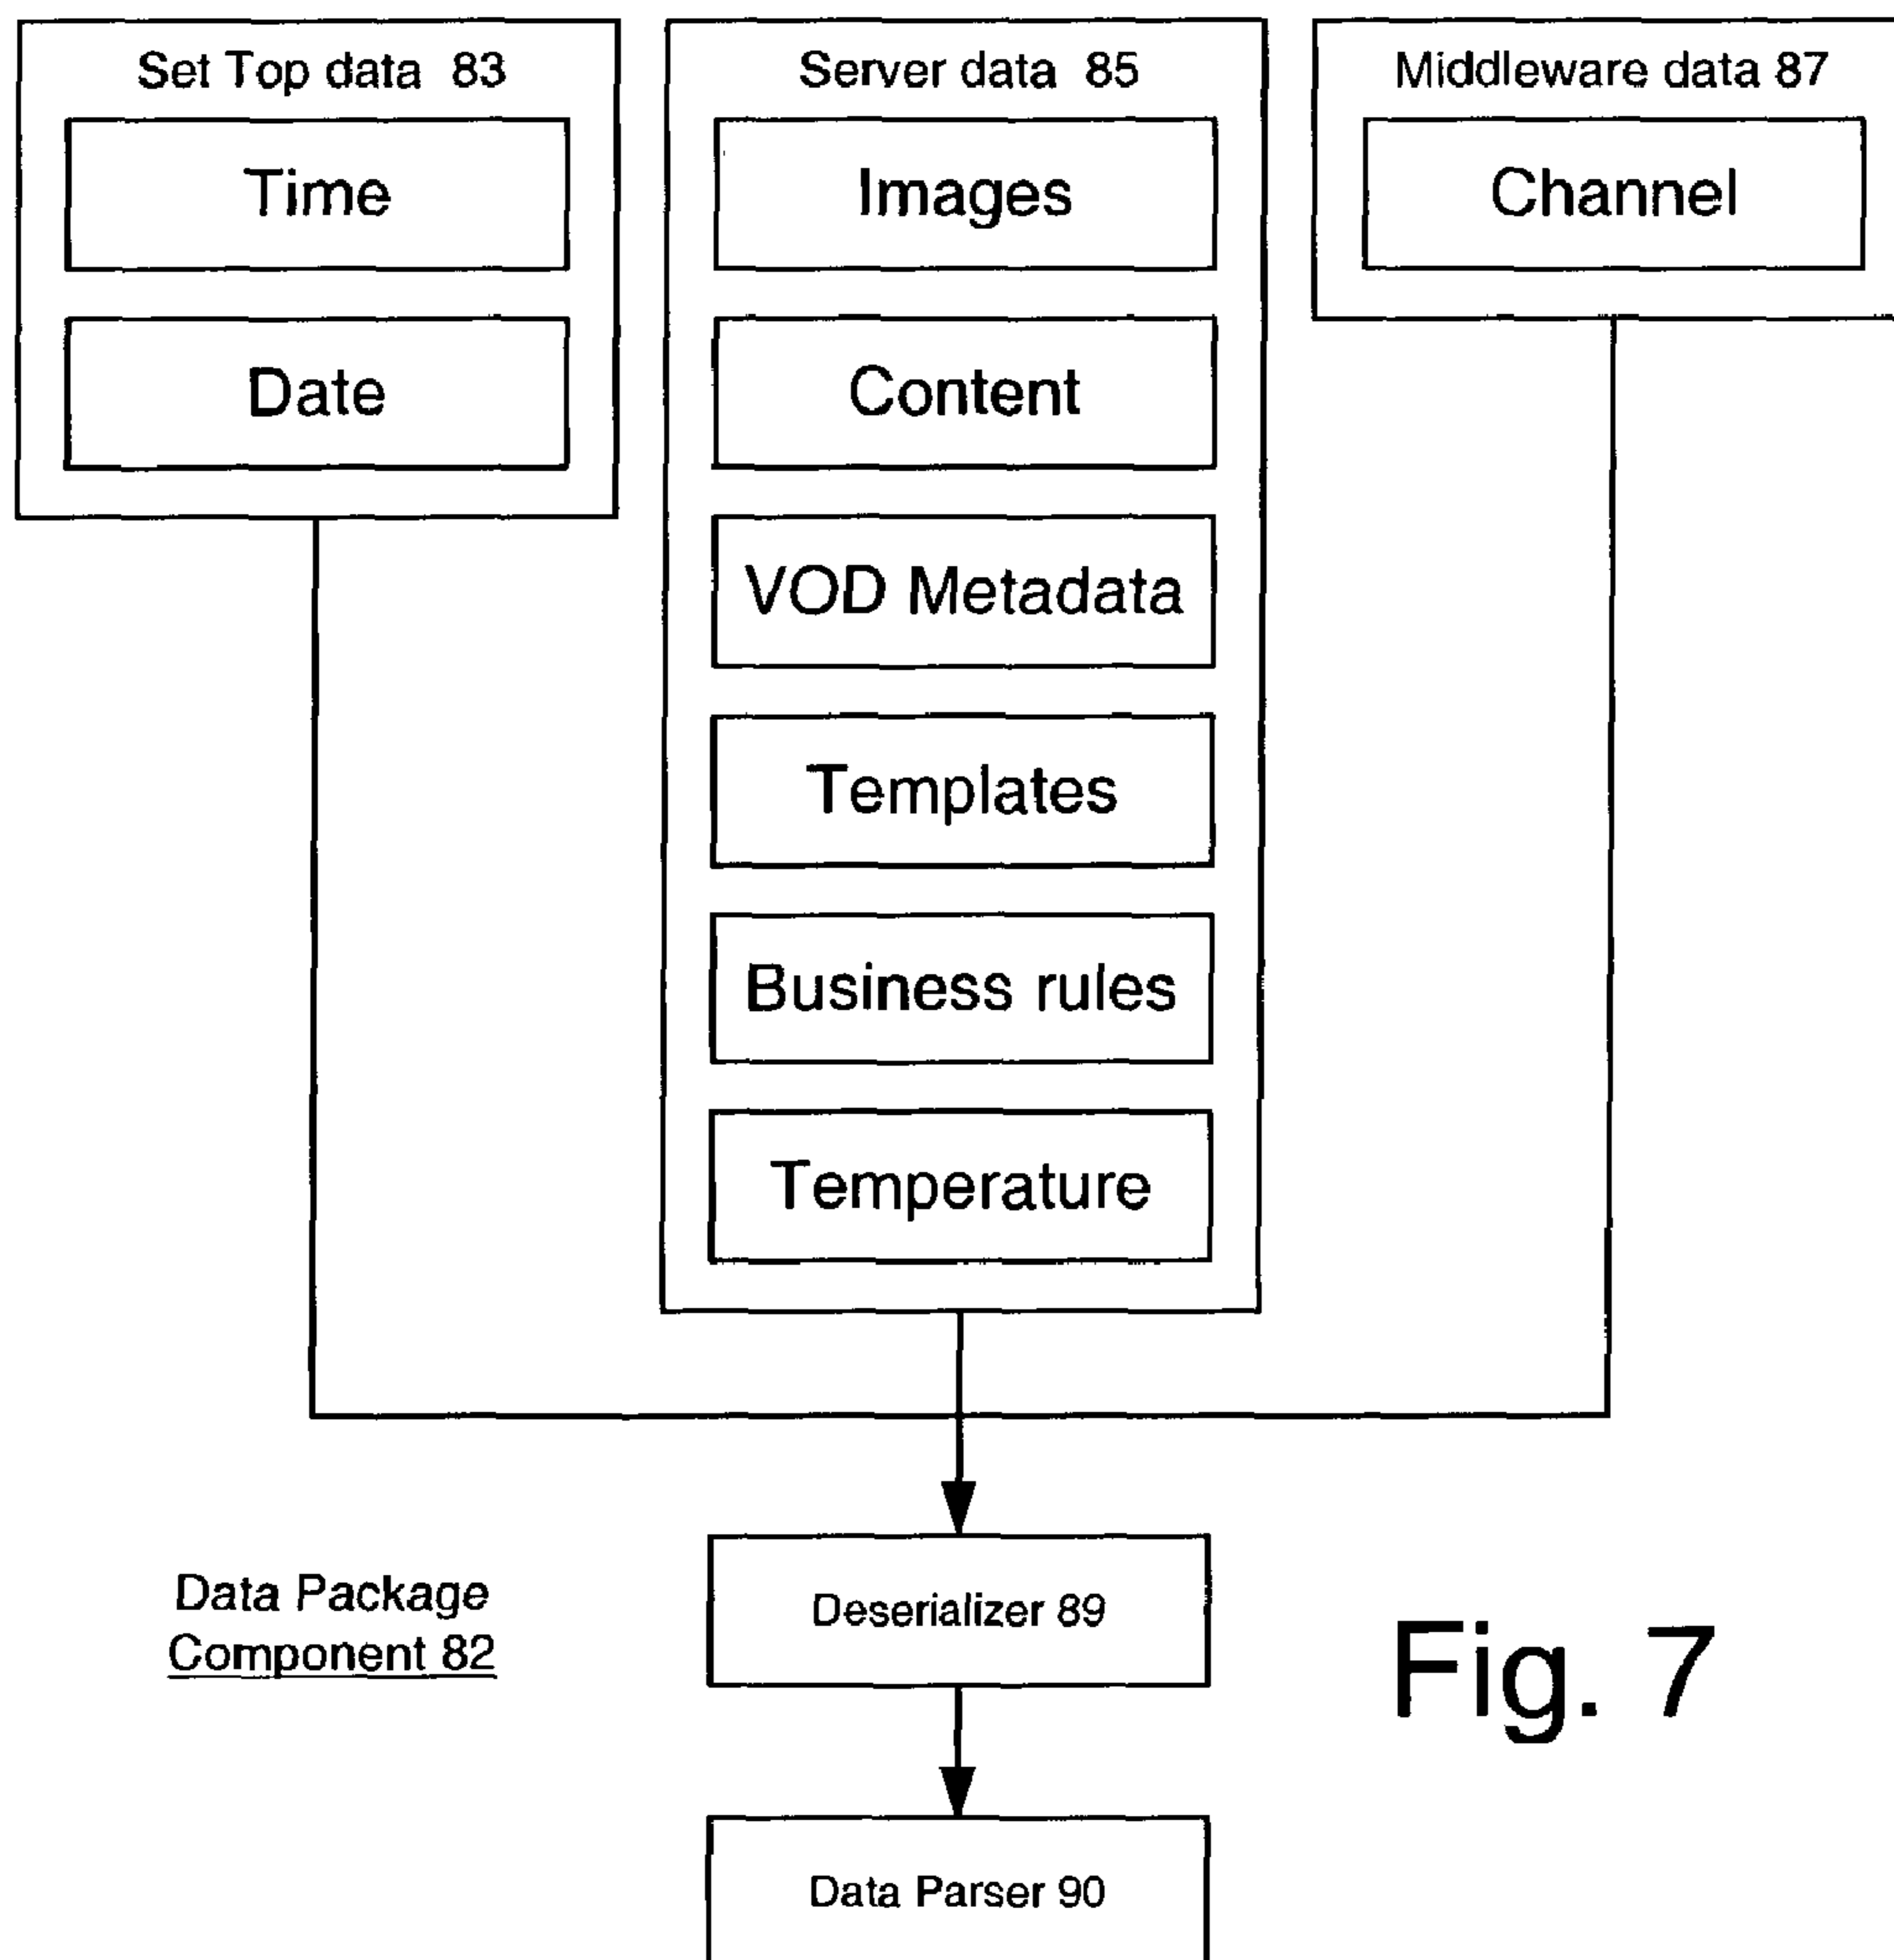 Set Top data 83
Time
Date
Server data 85
Images
Content
VOD Metadata
Templates
Business rules
Temperature
Middleware data 87
Channel
Data Package
Component 82
Deserializer 89
Data Parser 90
Fig. 7